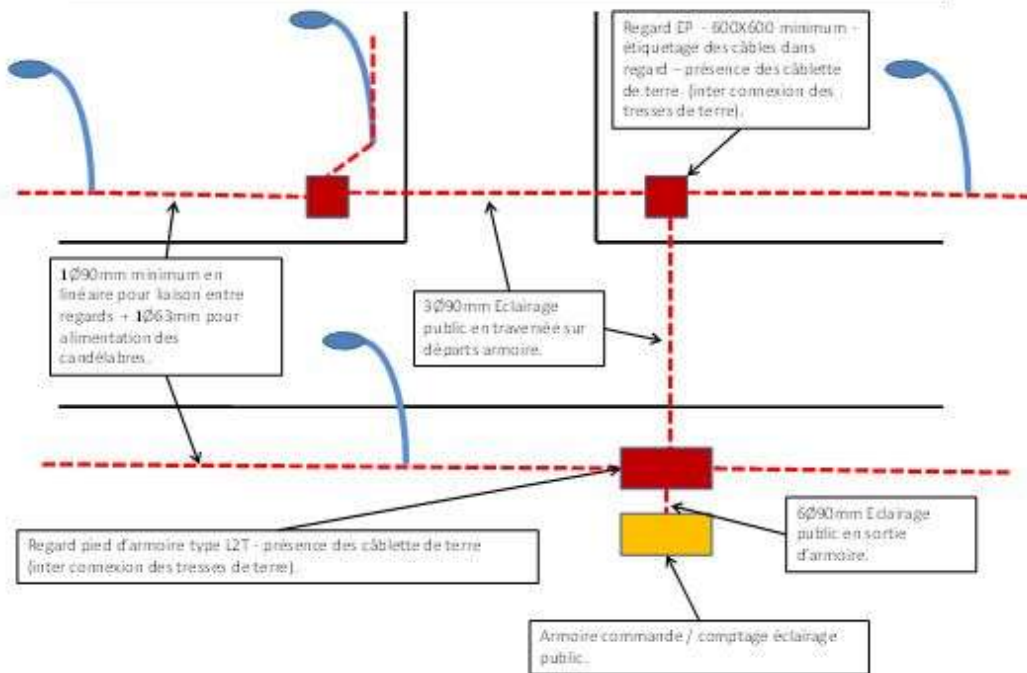 Regard EP - 600X600 minimum -
étiquetage des câbles dans
regard – présence des câblette
de terre (inter connexion des
tresses de terre).
1Ø90mm minimum en
linéaire pour liaison entre
regards + 1Ø63mm pour
alimentation des
candélabres.
3Ø90mm Eclairage
public en traversée sur
départs armoire.
6Ø90mm Eclairage
public en sortie
d'armoire.
Regard pied d'armoire type L2T - présence des câblette de terre
(inter connexion des tresses de terre).
Armoire commande / comptage éclairage
public.